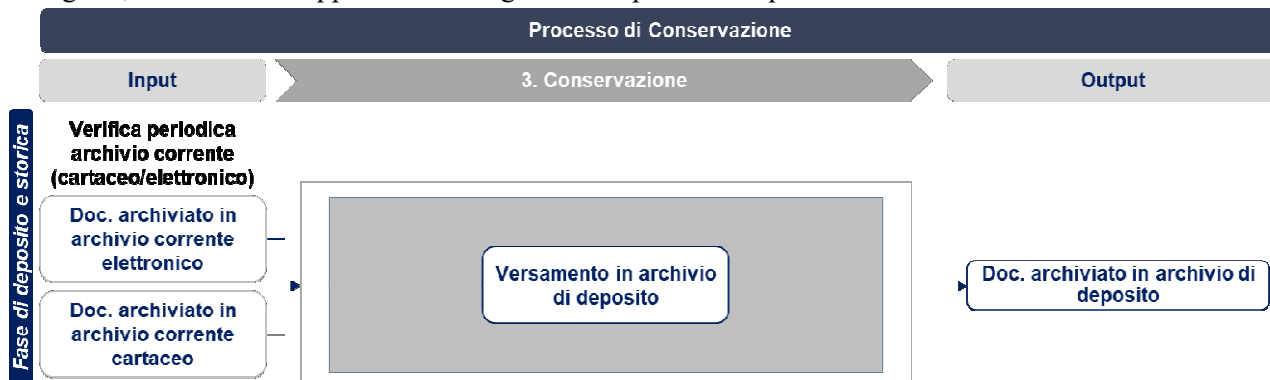 Processo di Conservazione
Input
3. Conservazione
Output
Fase di deposito e storica
Verifica periodica
archivio corrente
(cartaceo/elettronico)
Doc. archiviato in
archivio corrente
elettronico
Doc. archiviato in
archivio corrente
cartaceo
Versamento in archivio
di deposito
Doc. archiviato in archivio di
deposito